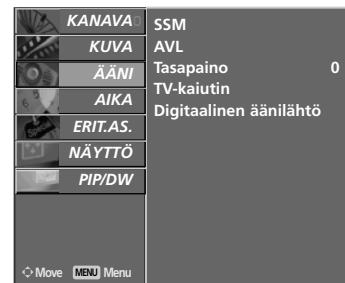 KANAVA
KUVA
ÄÄNI
AIKA
ERIT.AS.
NÄYTTÖ
PIP/DW
Move MENU Menu
SSM
AVL
Tasapaino 0
TV-kaiutin
Digitaalinen äänilähtö